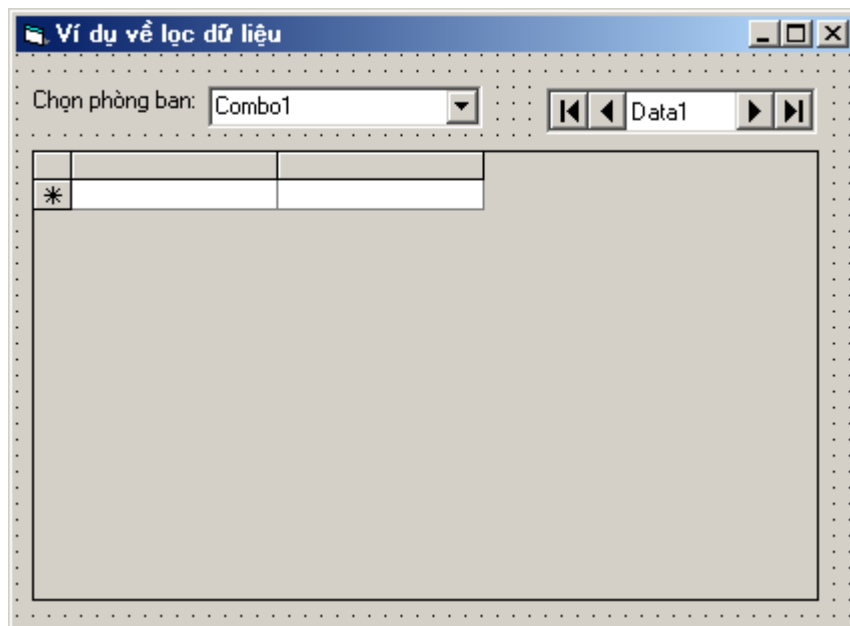 Ví dụ về lọc dữ liệu
Chọn phòng ban: Combo1 Data1